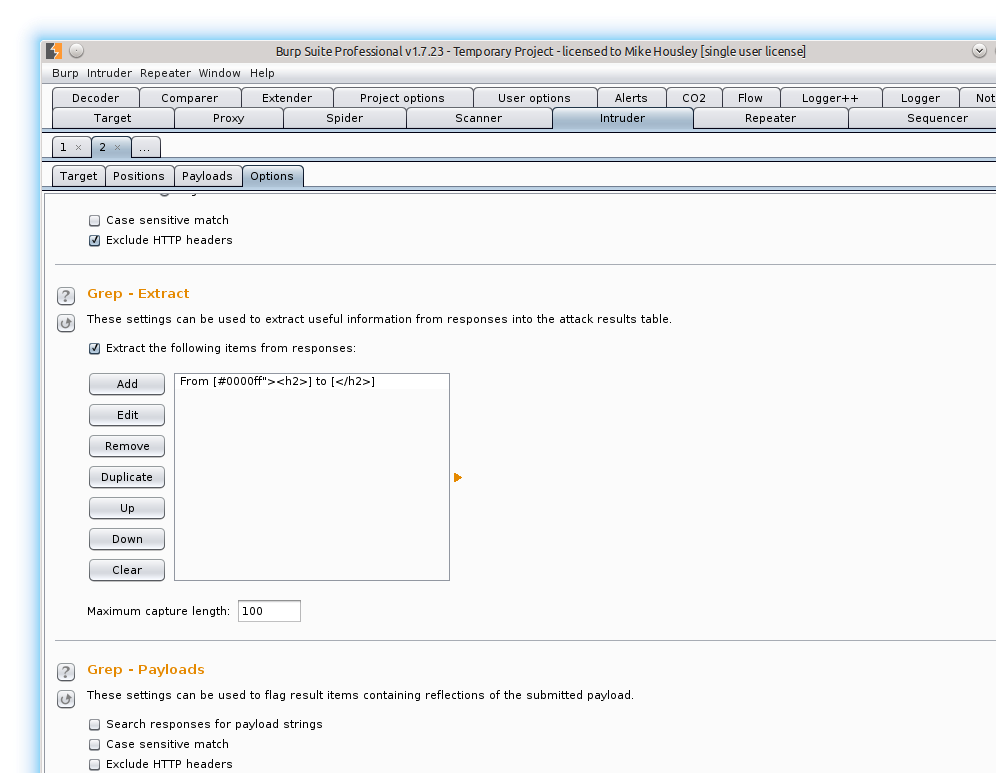 Burp Suite Professional v1.7.23 - Temporary Project - licensed to Mike Housley [single user license]
Burp Intruder Repeater Window Help
Decoder Comparer Extender Project options User options Alerts CO2 Flow Logger++ Logger Not
Target Proxy Spider Scanner Intruder Repeater Sequencer
1 × 2 × ...
Target Positions Payloads Options
Case sensitive match
Exclude HTTP headers
? Grep - Extract
These settings can be used to extract useful information from responses into the attack results table.
Extract the following items from responses:
Add
From [#0000ff"><h2>] to [</h2>]
Edit
Remove
Duplicate
Up
Down
Clear
Maximum capture length: 100
? Grep - Payloads
These settings can be used to flag result items containing reflections of the submitted payload.
Search responses for payload strings
Case sensitive match
Exclude HTTP headers